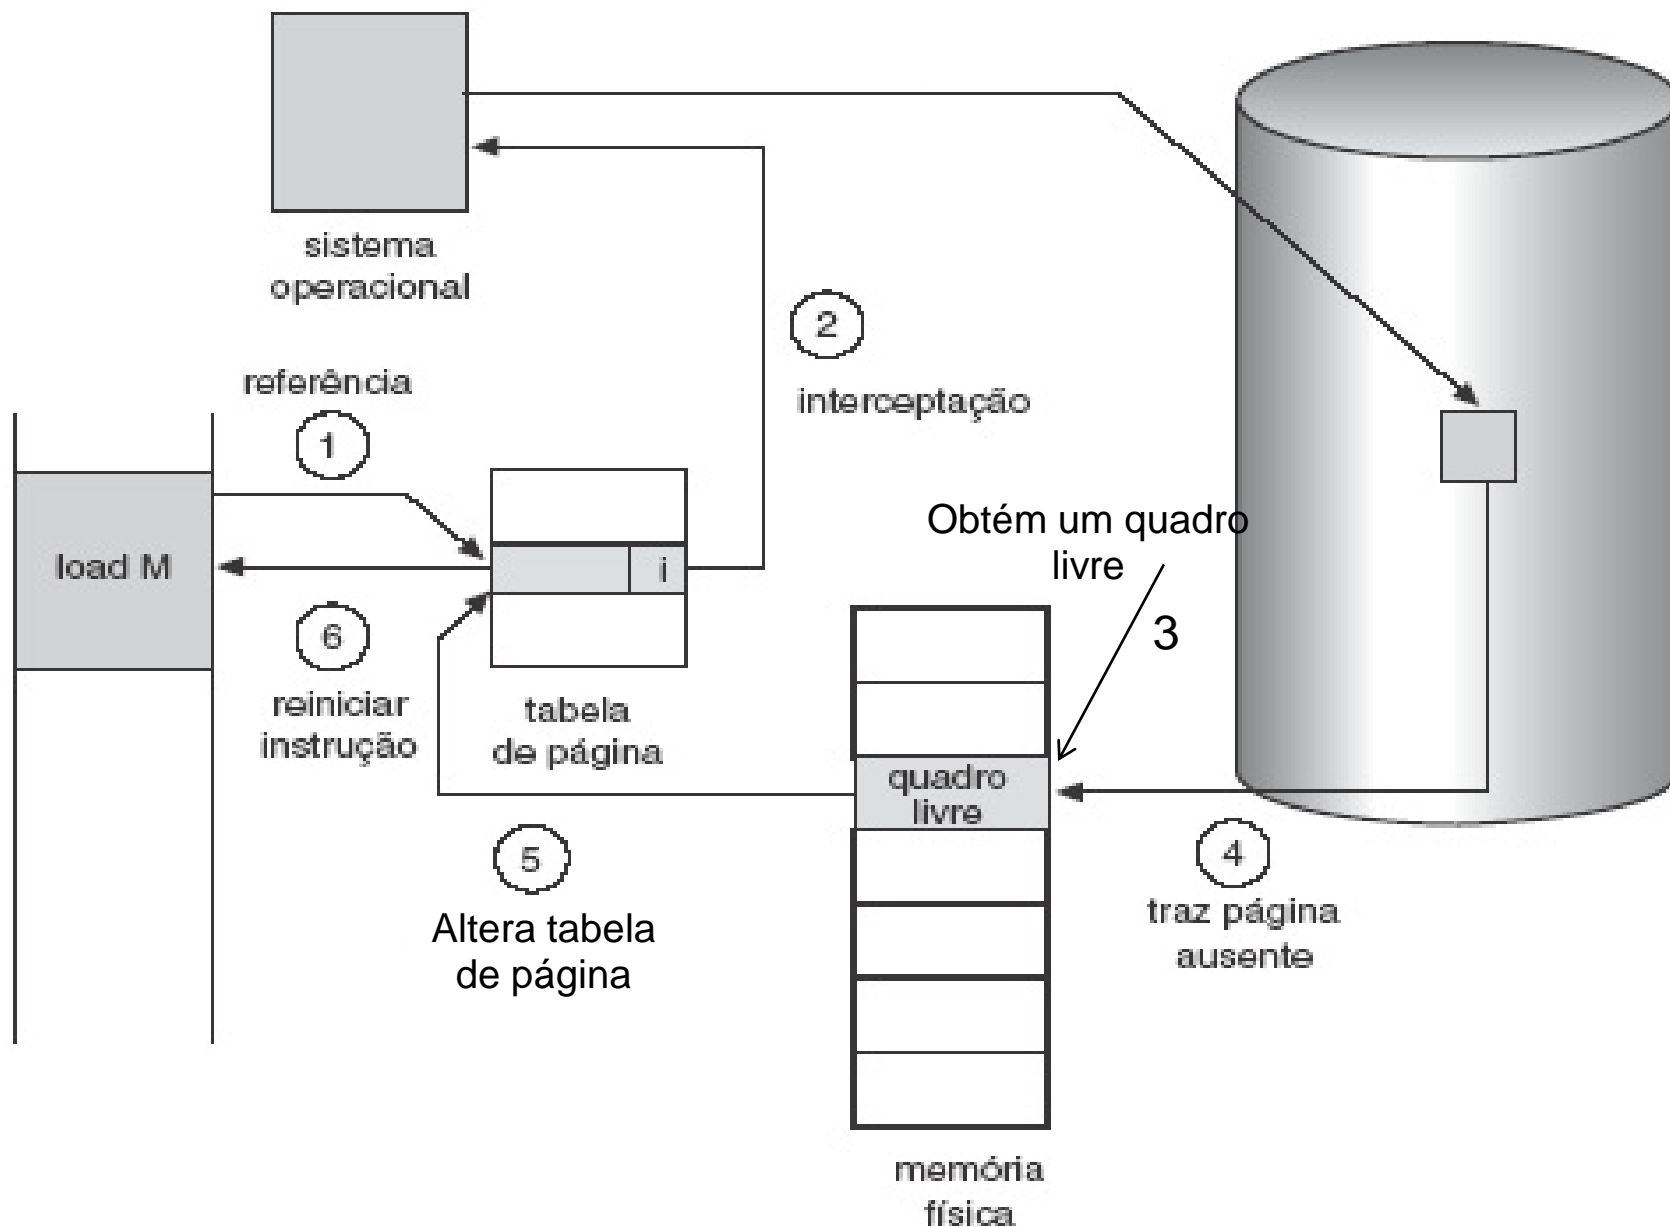 sistema
operacional
2
interceptação
referência
1
load M
i
Obtém um quadro
livre
3
6
reiniciar
instrução
tabela
de página
quadro
livre
5
Altera tabela
de página
4
traz página
ausente
memória
física